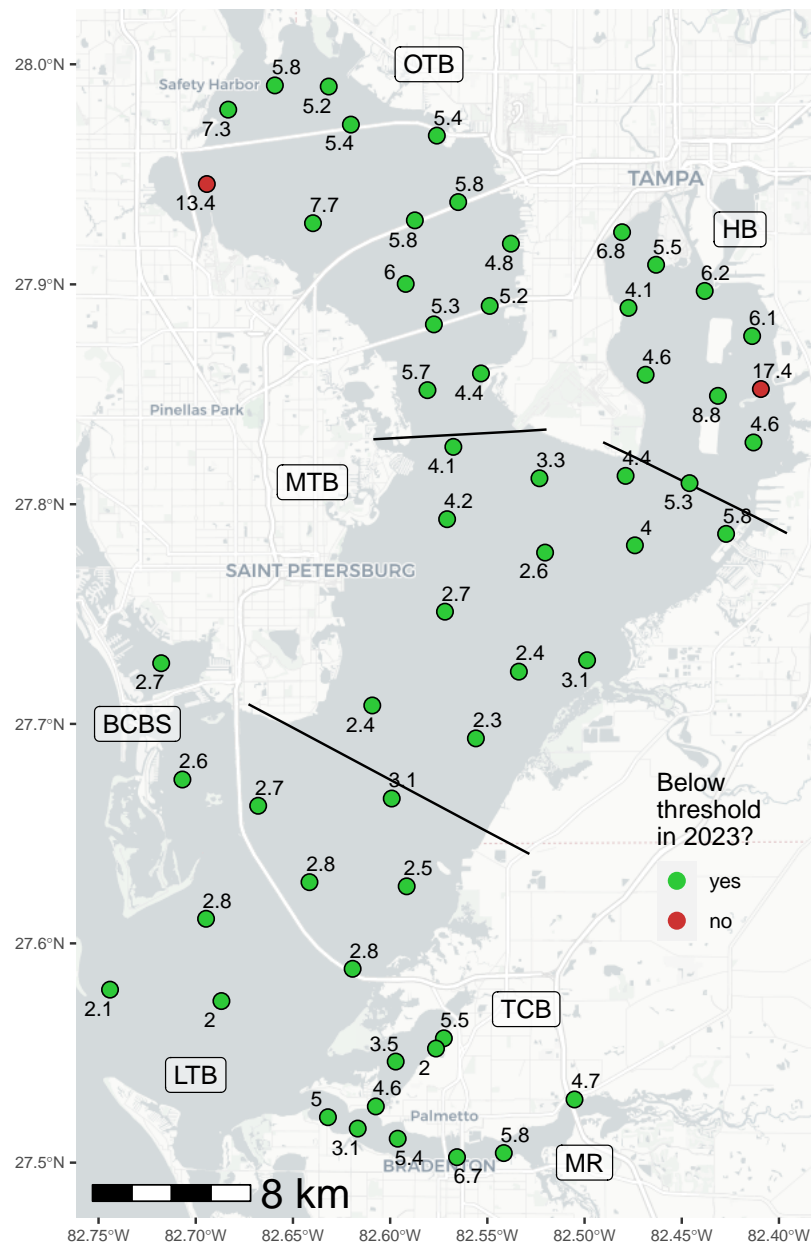 28.0°N
27.9°N
27.8°N
27.7°N
27.6°N
27.5°N
5.8
OTB
Safety Harbor
5.2
7.3
5.4
5.4
13.4
7.7
5.8
5.8
4.8
TAMPA
HB
6.8
5.5
6.2
6
5.3
5.2
4.1
6.1
5.7
4.4
4.6
17.4
8.8
4.6
Pinellas Park
4.1
3.3
4.4
MTB
5.3
5.8
4.2
4
2.6
SAINT PETERSBURG
2.7
2.7
2.4
3.1
2.4
BCBS
2.3
2.6
2.7
3.1
Below
threshold
in 2023?
yes
no
2.8
2.5
2.8
2.8
2.1
2
TCB
5.5
3.5
2
LTB
4.6
4.7
5
Palmetto
3.1
5.4
5.8
BRADENTON
6.7
MR
8 km
82.75°W
82.70°W
82.65°W
82.60°W
82.55°W
82.50°W
82.45°W
82.40°W